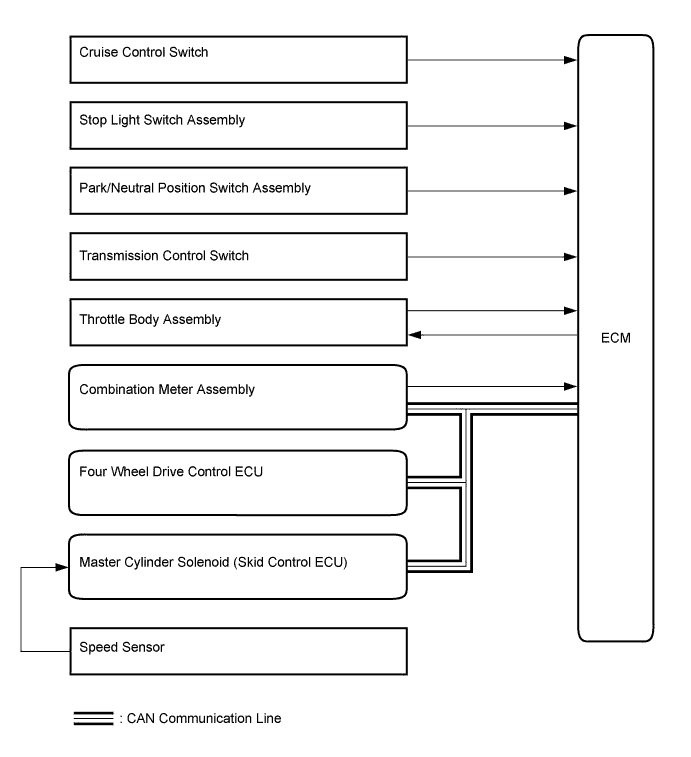 Cruise Control Switch
Stop Light Switch Assembly
Park/Neutral Position Switch Assembly
Transmission Control Switch
Throttle Body Assembly
ECM
Combination Meter Assembly
Four Wheel Drive Control ECU
Master Cylinder Solenoid (Skid Control ECU)
Speed Sensor
: CAN Communication Line